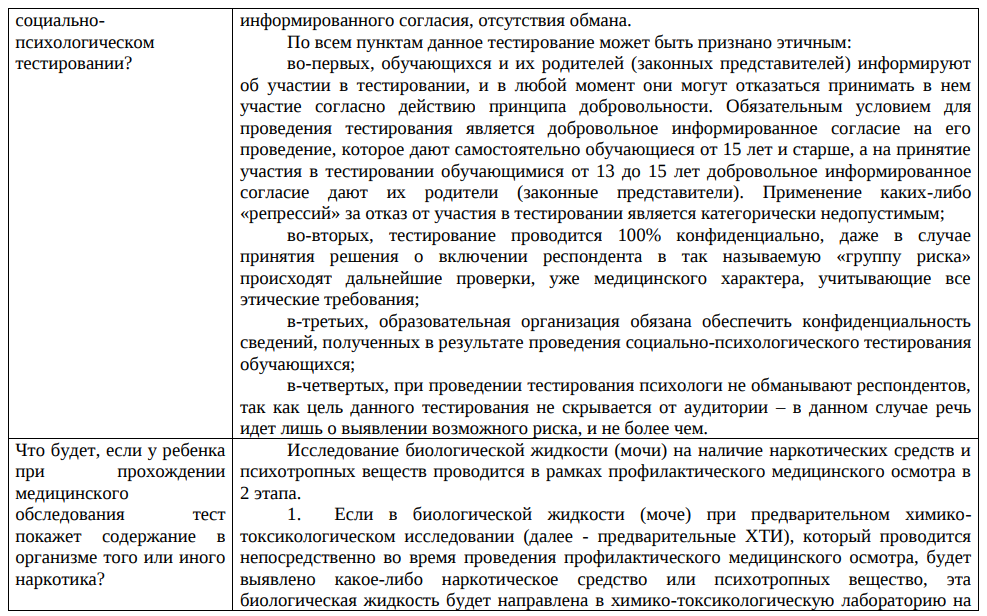 социально-
психологическом
тестировании?
информированного согласия, отсутствия обмана.
По всем пунктам данное тестирование может быть признано этичным:
во-первых, обучающихся и их родителей (законных представителей) информируют
об участии в тестировании, и в любой момент они могут отказаться принимать в нем
участие согласно действию принципа добровольности. Обязательным условием для
проведения тестирования является добровольное информированное согласие на его
проведение, которое дают самостоятельно обучающиеся от 15 лет и старше, а на принятие
участия в тестировании обучающимися от 13 до 15 лет добровольное информированное
согласие дают их родители (законные представители). Применение каких-либо
«репрессий» за отказ от участия в тестировании является категорически недопустимым;
во-вторых, тестирование проводится 100% конфиденциально, даже в случае
принятия решения о включении респондента в так называемую «группу риска»
происходят дальнейшие проверки, уже медицинского характера, учитывающие все
этические требования;
в-третьих, образовательная организация обязана обеспечить конфиденциальность
сведений, полученных в результате проведения социально-психологического тестирования
обучающихся;
в-четвертых, при проведении тестирования психологи не обманывают респондентов,
так как цель данного тестирования не скрывается от аудитории – в данном случае речь
идет лишь о выявлении возможного риска, и не более чем.
Что будет, если у ребенка
при прохождении
медицинского
обследования тест
покажет содержание в
организме того или иного
наркотика?
Исследование биологической жидкости (мочи) на наличие наркотических средств и
психотропных веществ проводится в рамках профилактического медицинского осмотра в
2 этапа.
1. Если в биологической жидкости (моче) при предварительном химико-
токсикологическом исследовании (далее - предварительные ХТИ), который проводится
непосредственно во время проведения профилактического медицинского осмотра, будет
выявлено какое-либо наркотическое средство или психотропных вещество, эта
биологическая жидкость будет направлена в химико-токсикологическую лабораторию на